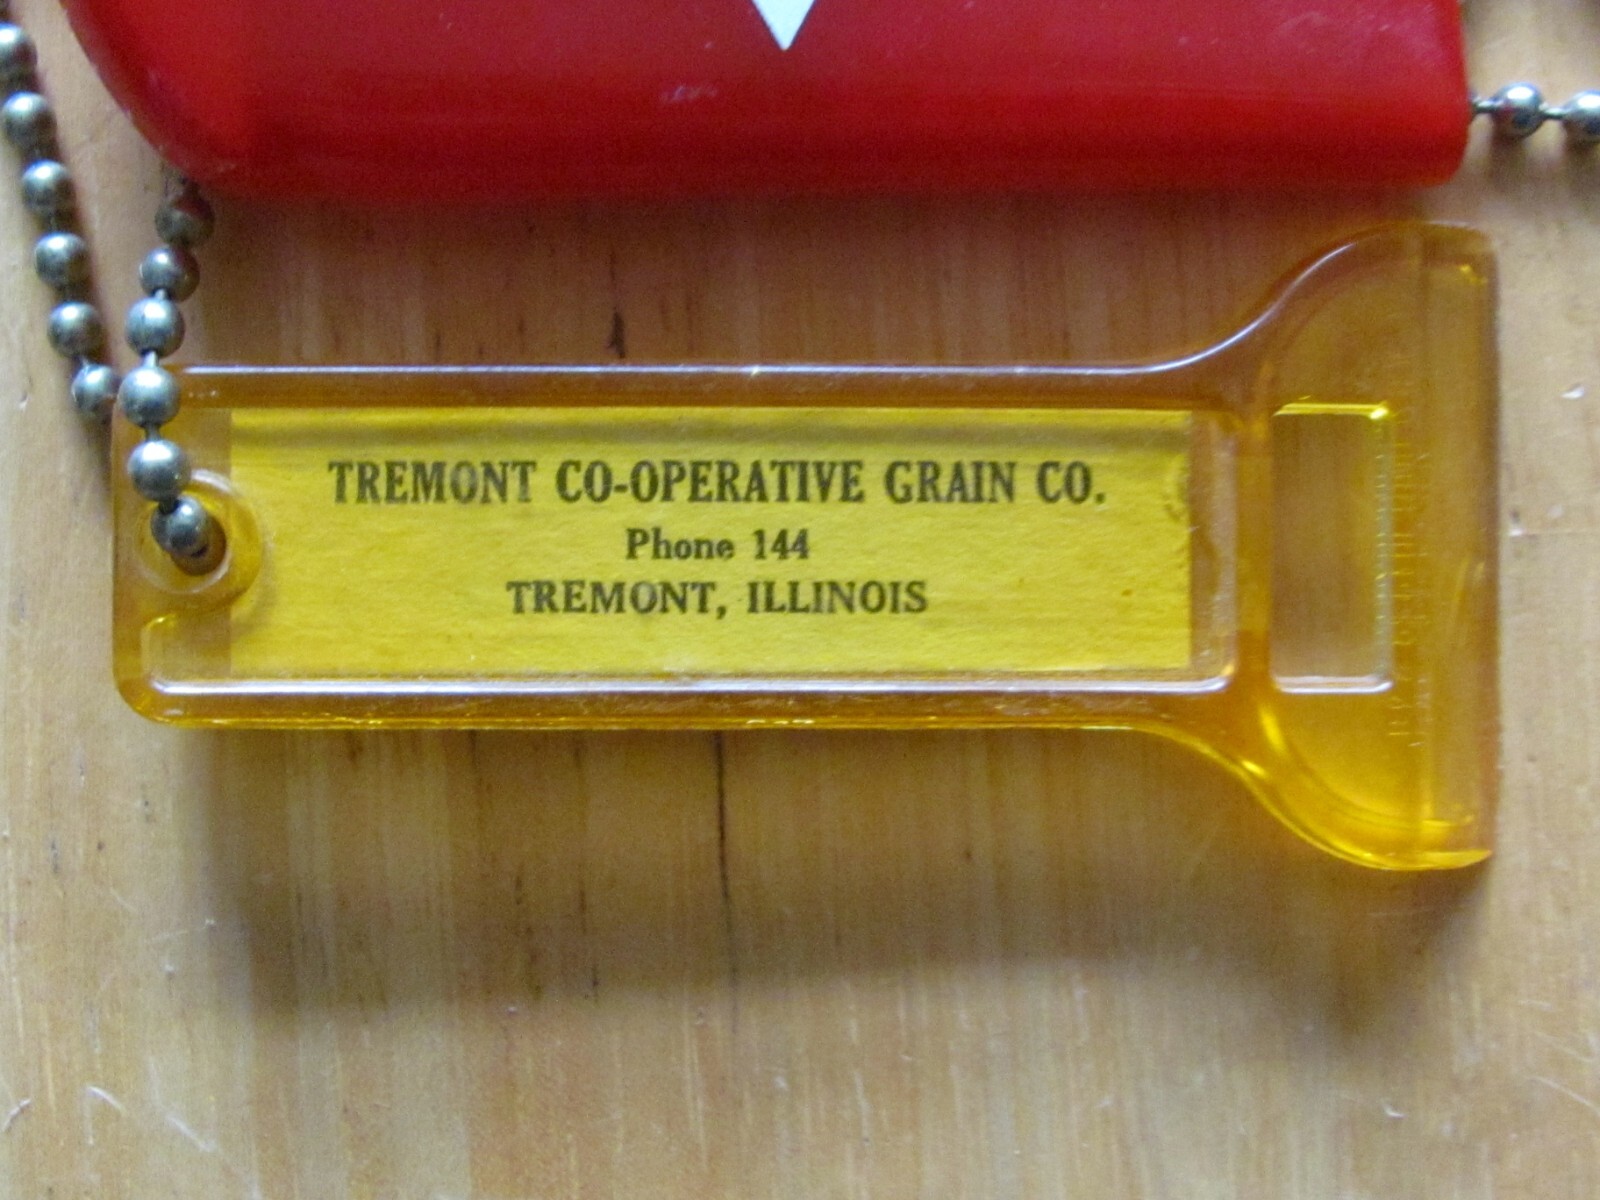 TREMONT CO-OPERATIVE GRAIN CO.
Phone 144
TREMONT, ILLINOIS